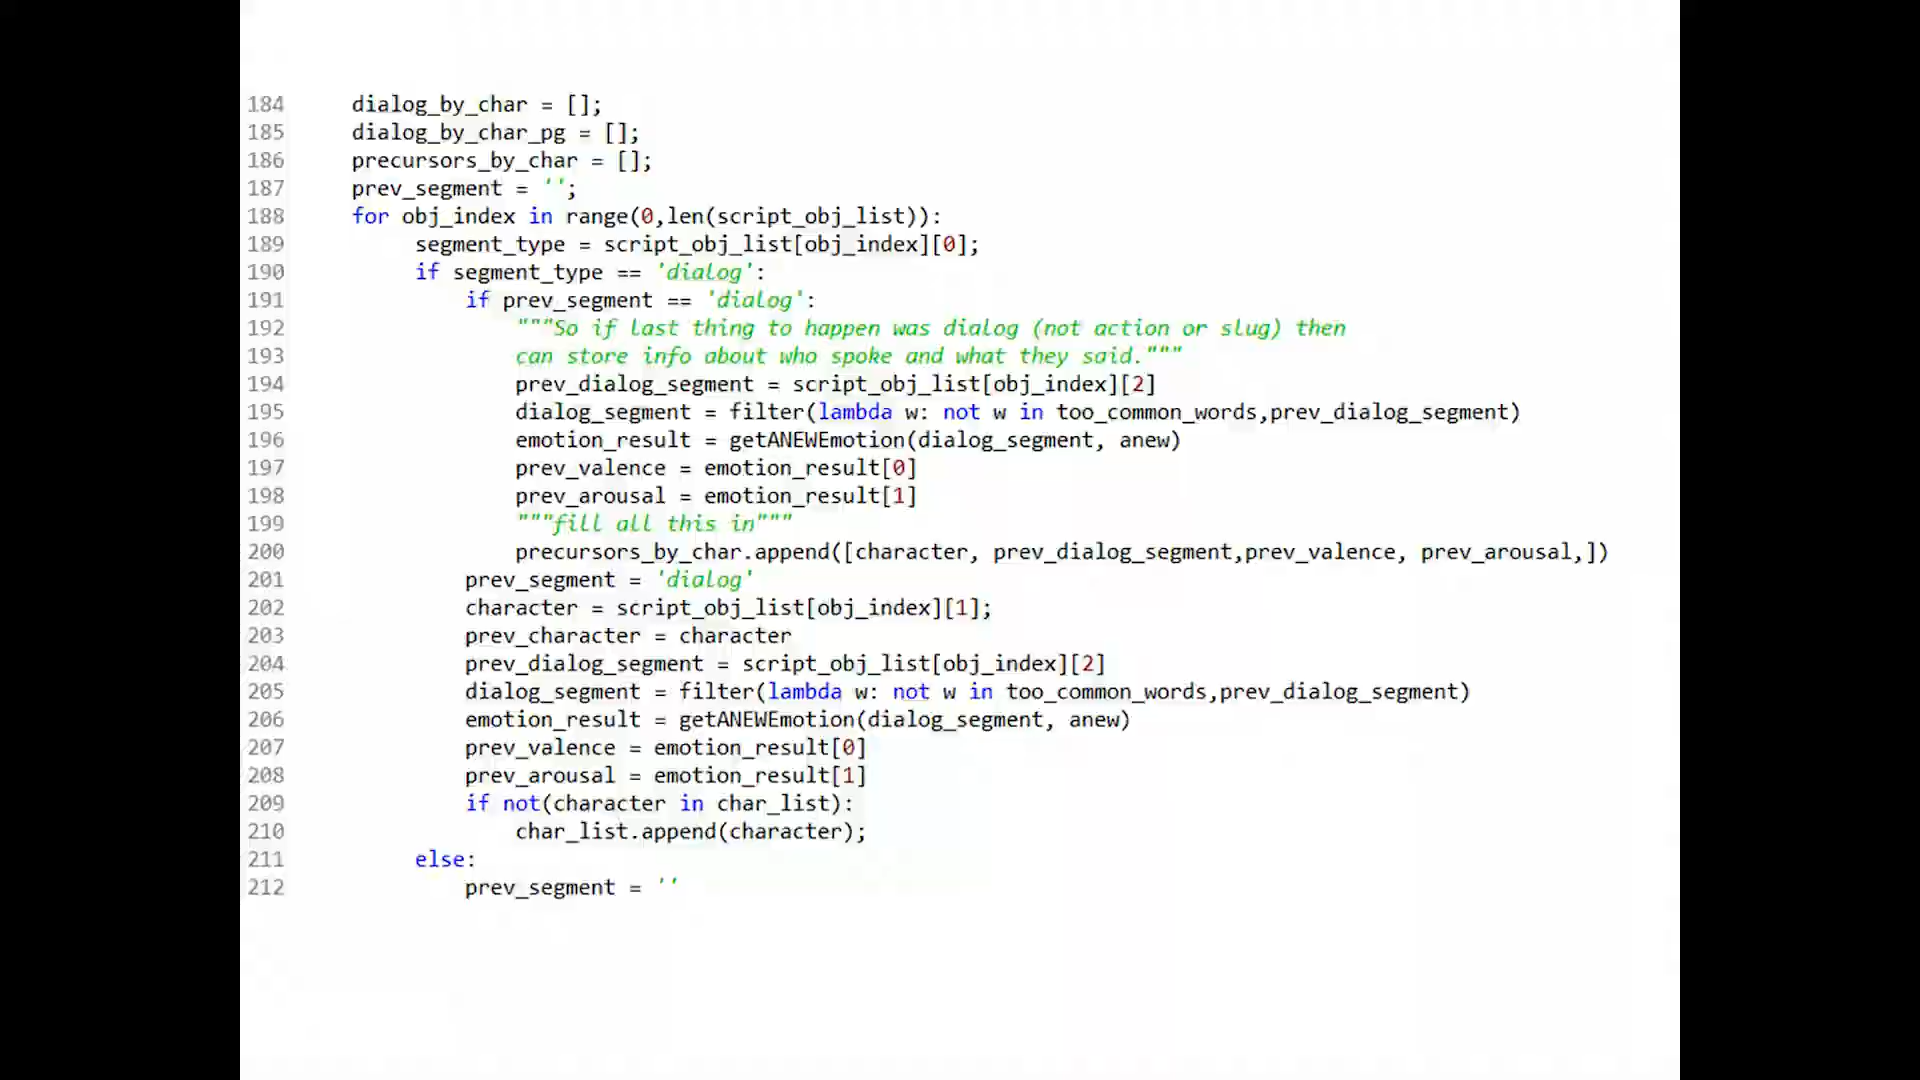 184 dialog_by_char = [];
185 dialog_by_char_pg = [];
186 precursors_by_char = [];
187 prev_segment = '';
188 for obj_index in range(0,len(script_obj_list)):
189 segment_type = script_obj_list[obj_index][0];
190 if segment_type == 'dialog':
191 if prev_segment == 'dialog':
192 """So if last thing to happen was dialog (not action or slug) then
193 can store info about who spoke and what they said."""
194 prev_dialog_segment = script_obj_list[obj_index][2]
195 dialog_segment = filter(lambda w: not w in too_common_words,prev_dialog_segment)
196 emotion_result = getANEWEmotion(dialog_segment, anew)
197 prev_valence = emotion_result[0]
198 prev_arousal = emotion_result[1]
199 """fill all this in"""
200 precursors_by_char.append([character, prev_dialog_segment,prev_valence, prev_arousal,])
201 prev_segment = 'dialog'
202 character = script_obj_list[obj_index][1];
203 prev_character = character
204 prev_dialog_segment = script_obj_list[obj_index][2]
205 dialog_segment = filter(lambda w: not w in too_common_words,prev_dialog_segment)
206 emotion_result = getANEWEmotion(dialog_segment, anew)
207 prev_valence = emotion_result[0]
208 prev_arousal = emotion_result[1]
209 if not(character in char_list):
210 char_list.append(character);
211 else:
212 prev_segment = ''